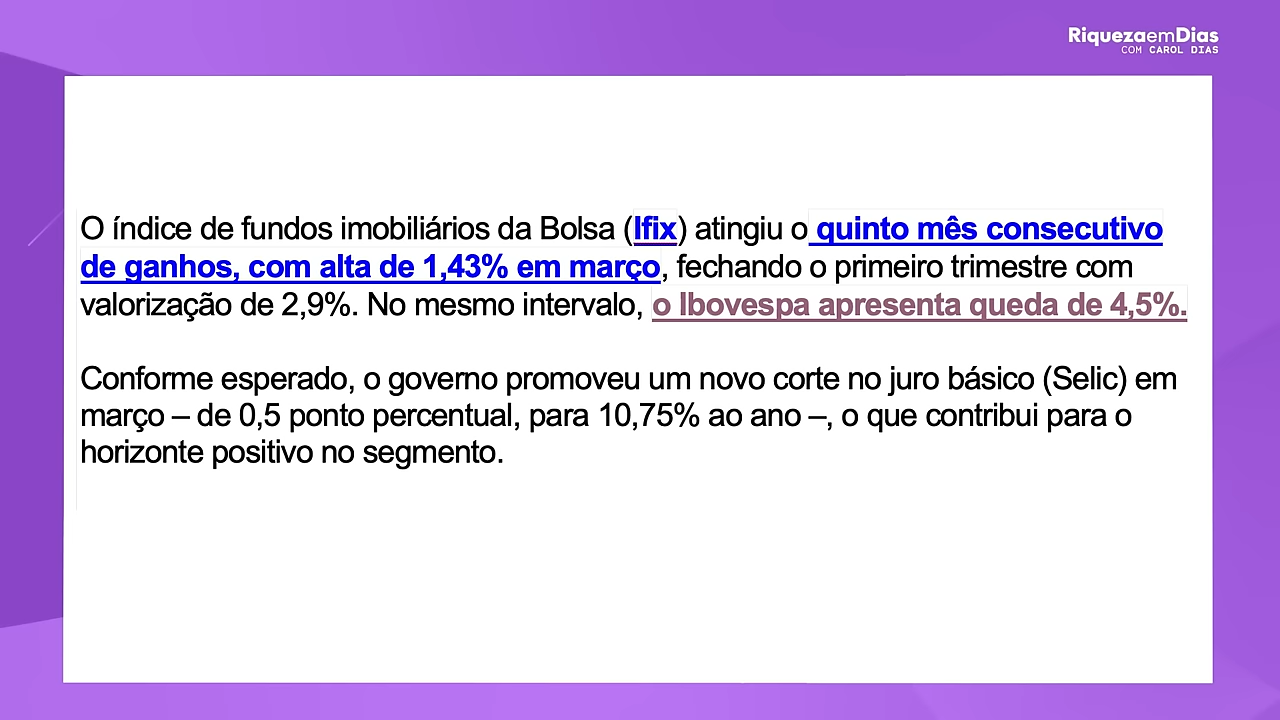 RiquezaemDias
COM CAROL DIAS
O índice de fundos imobiliários da Bolsa (Ifix) atingiu o quinto mês consecutivo
de ganhos, com alta de 1,43% em março, fechando o primeiro trimestre com
valorização de 2,9%. No mesmo intervalo, o Ibovespa apresenta queda de 4,5%.
Conforme esperado, o governo promoveu um novo corte no juro básico (Selic) em
março – de 0,5 ponto percentual, para 10,75% ao ano –, o que contribui para o
horizonte positivo no segmento.